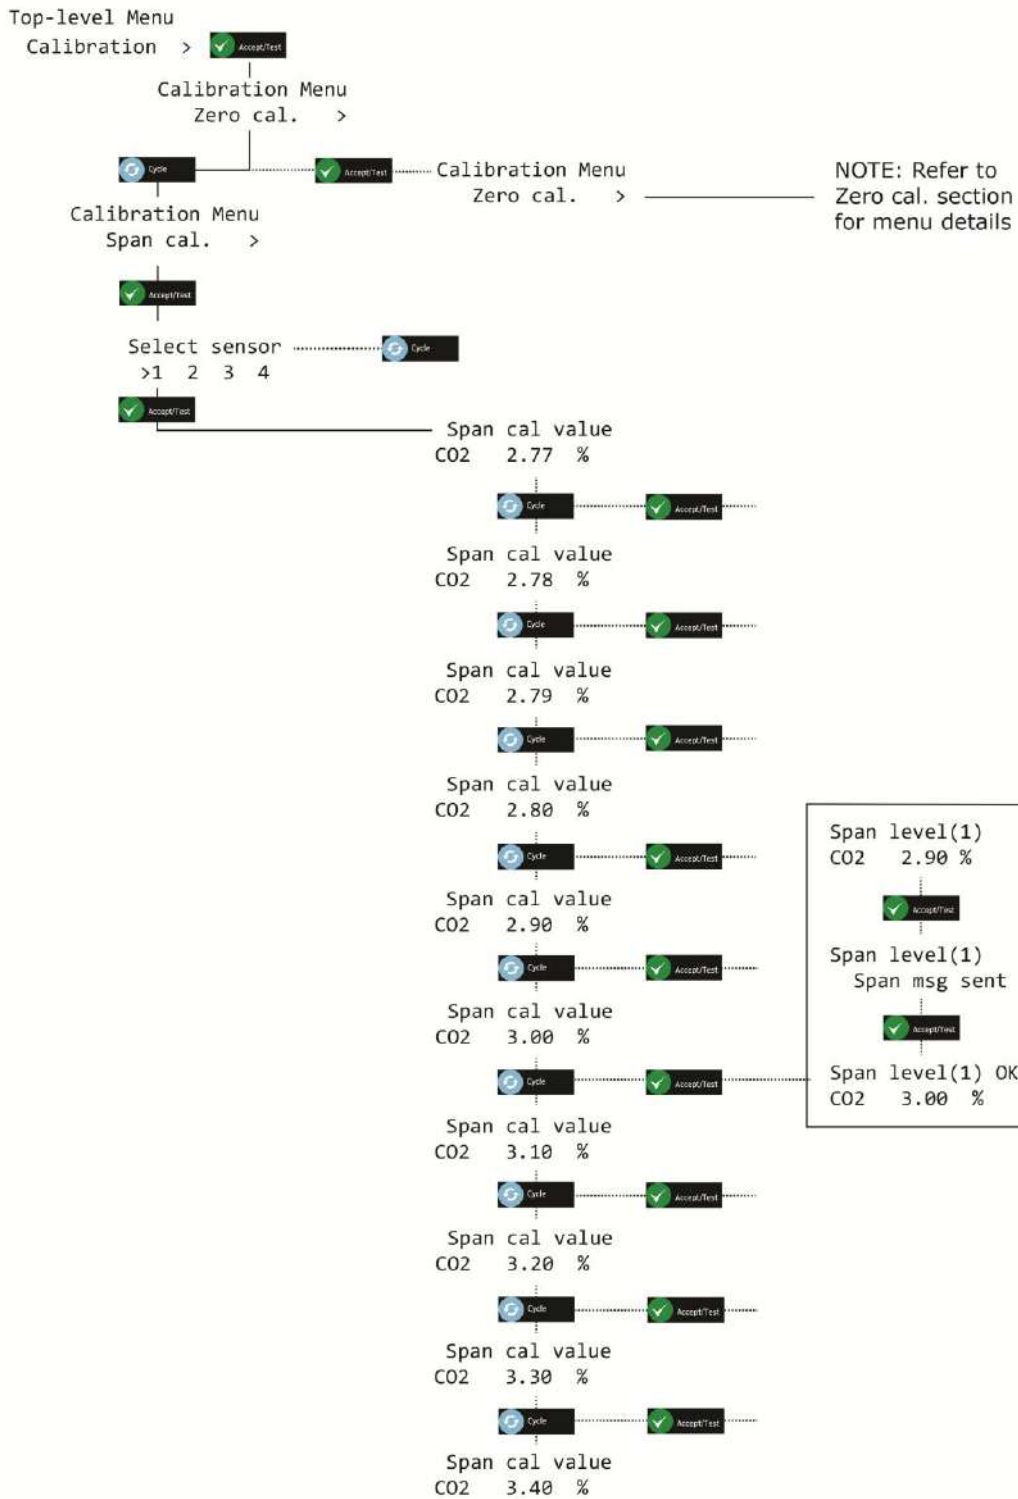 Top-level Menu
Calibration > Accept/Test
Calibration Menu
Zero cal. >
Cycle Accept/Test
Calibration Menu
Zero cal. >
NOTE: Refer to
Zero cal. section
for menu details
Calibration Menu
Span cal. >
Accept/Test
Select sensor Cycle
>1 2 3 4
Accept/Test
Span cal value
CO2 2.77 %
Cycle Accept/Test
Span cal value
CO2 2.78 %
Cycle Accept/Test
Span cal value
CO2 2.79 %
Cycle Accept/Test
Span cal value
CO2 2.80 %
Cycle Accept/Test
Span cal value
CO2 2.90 %
Cycle Accept/Test
Span cal value
CO2 3.00 %
Cycle Accept/Test
Span level(1)
CO2 2.90 %
Accept/Test
Span level(1)
Span msg sent
Accept/Test
Span level(1) OK
CO2 3.00 %
Span cal value
CO2 3.10 %
Cycle Accept/Test
Span cal value
CO2 3.20 %
Cycle Accept/Test
Span cal value
CO2 3.30 %
Cycle Accept/Test
Span cal value
CO2 3.40 %